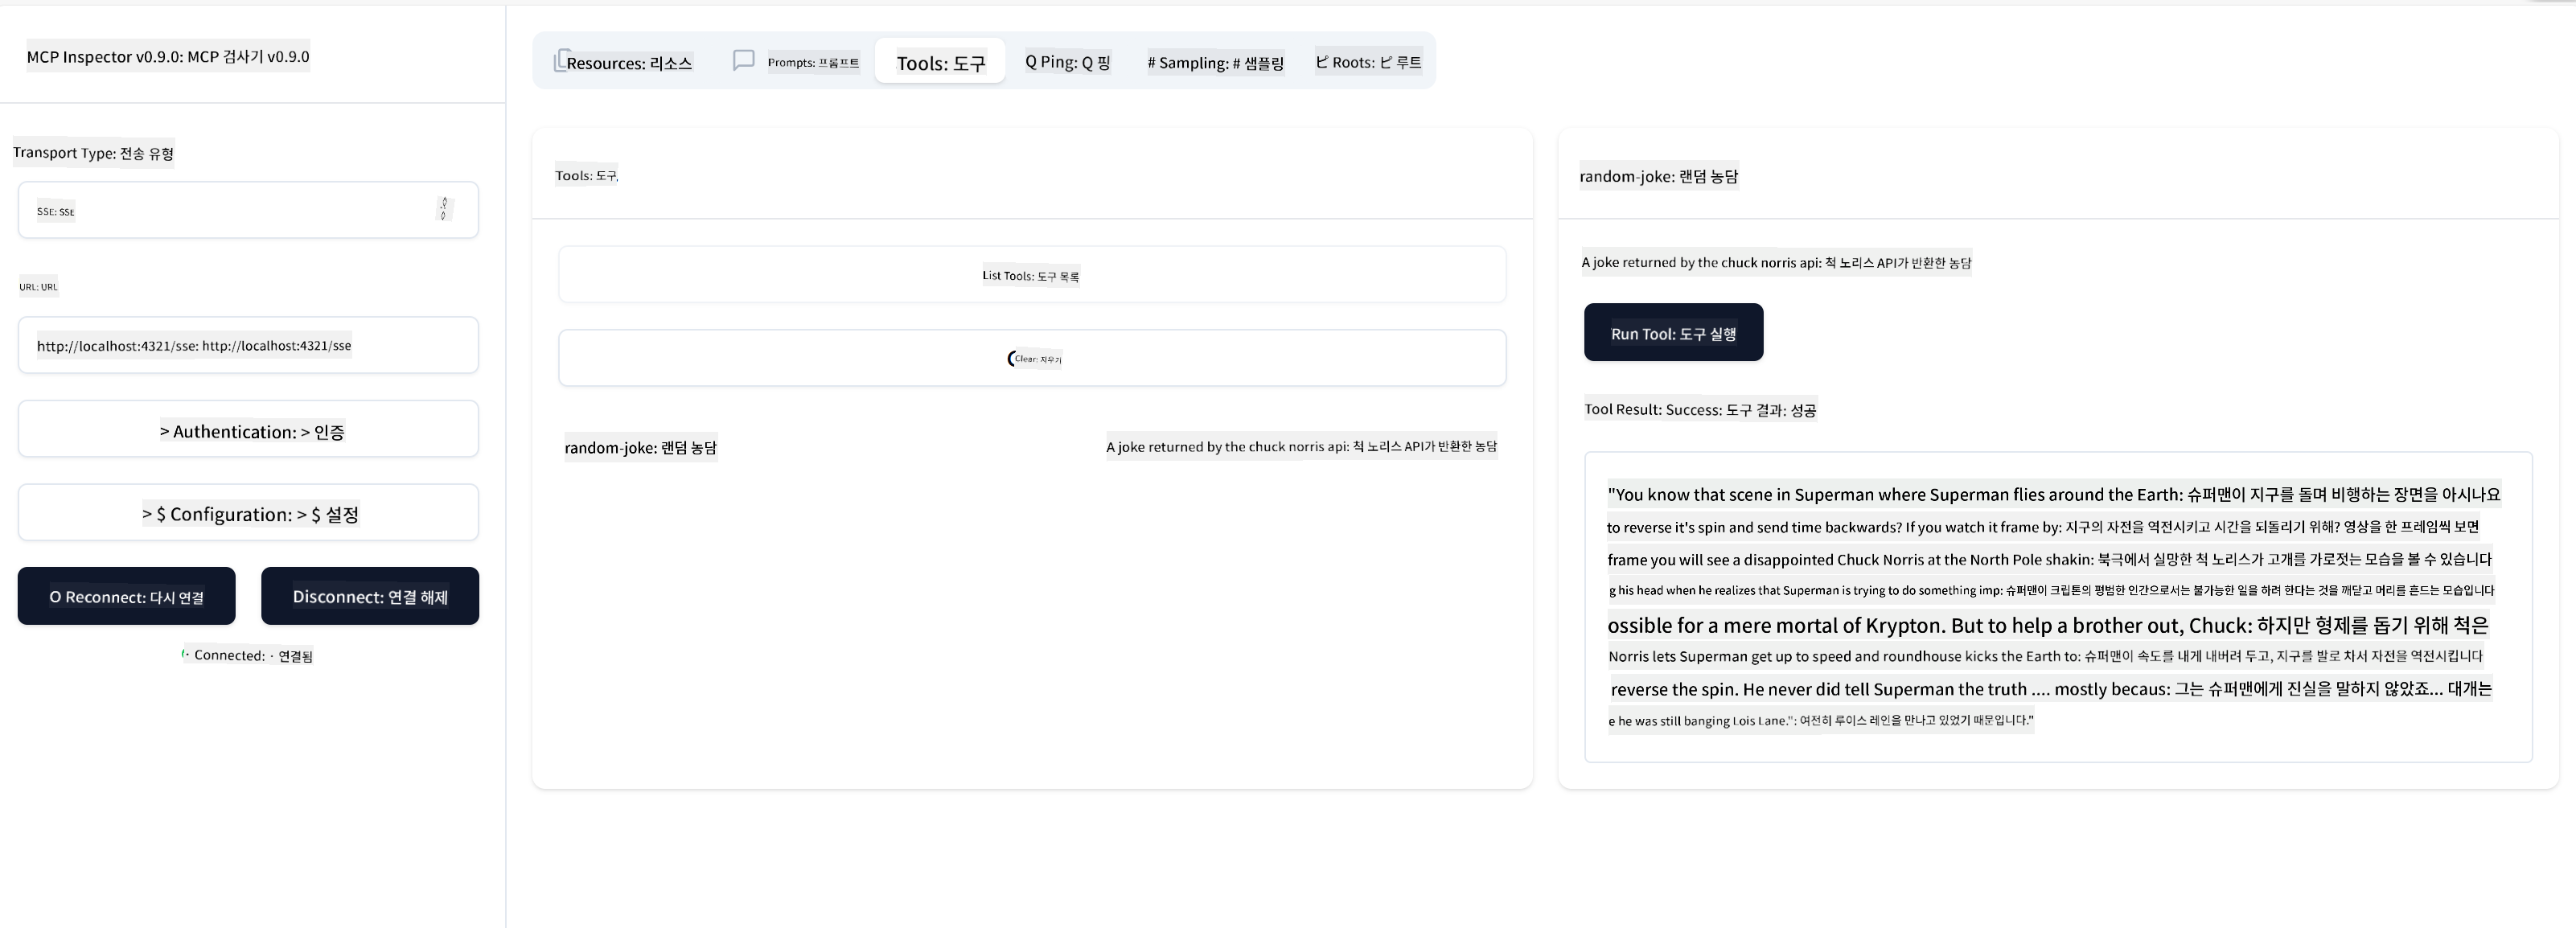 MCP Inspector v0.9.0: MCP 검사기 v0.9.0
Transport Type: 전송 유형
SSE: SSE
URL: URL
http://localhost:4321/sse: http://localhost:4321/sse
> Authentication: > 인증
> $ Configuration: > $ 설정
O Reconnect: 다시 연결
Disconnect: 연결 해제
· Connected: · 연결됨
Resources: 리소스
Prompts: 프롬프트
Tools: 도구
Q Ping: Q 핑
# Sampling: # 샘플링
ピ Roots: ピ 루트
Tools: 도구
List Tools: 도구 목록
Clear: 지우기
random-joke: 랜덤 농담
A joke returned by the chuck norris api: 척 노리스 API가 반환한 농담
random-joke: 랜덤 농담
A joke returned by the chuck norris api: 척 노리스 API가 반환한 농담
Run Tool: 도구 실행
Tool Result: Success: 도구 결과: 성공
"You know that scene in Superman where Superman flies around the Earth: 슈퍼맨이 지구를 돌며 비행하는 장면을 아시나요
to reverse it's spin and send time backwards? If you watch it frame by: 지구의 자전을 역전시키고 시간을 되돌리기 위해? 영상을 한 프레임씩 보면
frame you will see a disappointed Chuck Norris at the North Pole shakin: 북극에서 실망한 척 노리스가 고개를 가로젓는 모습을 볼 수 있습니다
g his head when he realizes that Superman is trying to do something imp: 슈퍼맨이 크립톤의 평범한 인간으로서는 불가능한 일을 하려 한다는 것을 깨닫고 머리를 흔드는 모습입니다
ossible for a mere mortal of Krypton. But to help a brother out, Chuck: 하지만 형제를 돕기 위해 척은
Norris lets Superman get up to speed and roundhouse kicks the Earth to: 슈퍼맨이 속도를 내게 내버려 두고, 지구를 발로 차서 자전을 역전시킵니다
reverse the spin. He never did tell Superman the truth .... mostly becaus: 그는 슈퍼맨에게 진실을 말하지 않았죠... 대개는
e he was still banging Lois Lane.": 여전히 루이스 레인을 만나고 있었기 때문입니다."